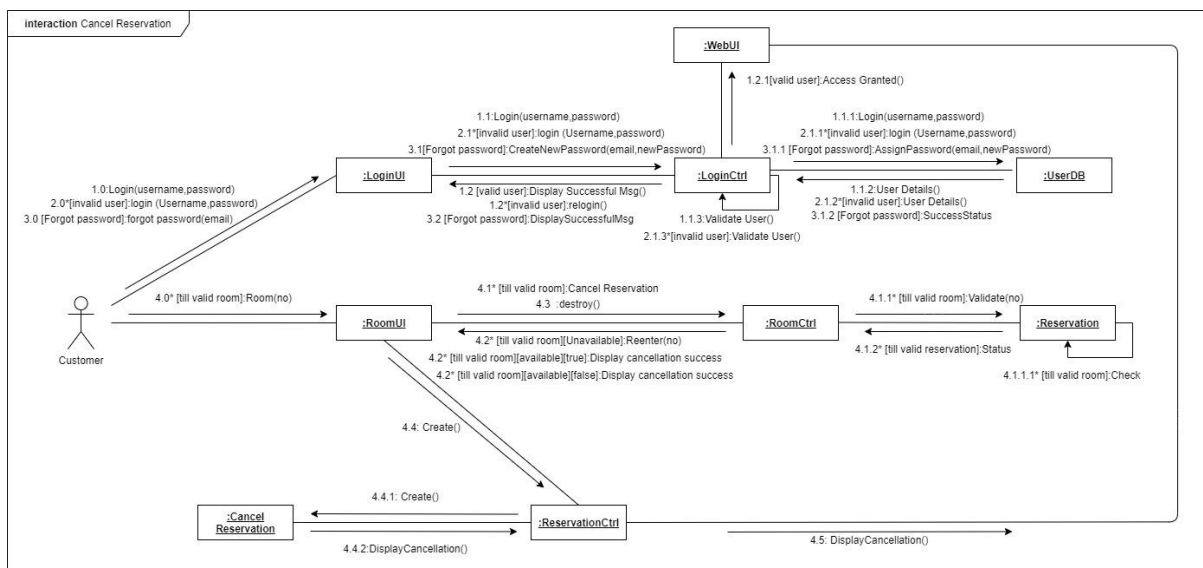 interaction Cancel Reservation
:WebUI
1.2.1[valid user]:Access Granted()
1.1:Login(username,password)
2.1*[invalid user]:login (Username,password)
3.1[Forgot password]:CreateNewPassword(email,newPassword)
1.1.1:Login(username,password)
2.1.1*[invalid user]:login (Username,password)
3.1.1 [Forgot password]:AssignPassword(email,newPassword)
:LoginUI
:LoginCtrl
:UserDB
1.0:Login(username,password)
2.0*[invalid user]:login (Username,password)
3.0 [Forgot password]:forgot password(email)
1.2 [valid user]:Display Successful Msg()
1.2*[invalid user]:relogin()
3.2 [Forgot password]:DisplaySuccessfulMsg
1.1.2:User Details()
2.1.2*[invalid user]:User Details()
3.1.2 [Forgot password]:SuccessStatus
1.1.3:Validate User()
2.1.3*[invalid user]:Validate User()
4.0* [till valid room]:Room(no)
4.1* [till valid room]:Cancel Reservation
4.3 :destroy()
4.1.1* [till valid room]:Validate(no)
Customer
:RoomUI
:RoomCtrl
:Reservation
4.2* [till valid room][Unavailable]:Reenter(no)
4.2* [till valid room][available][true]:Display cancellation success
4.2* [till valid room][available][false]:Display cancellation success
4.1.2* [till valid reservation]:Status
4.1.1.1* [till valid room]:Check
4.4: Create()
4.4.1: Create()
:Cancel
Reservation
:ReservationCtrl
4.4.2:DisplayCancellation()
4.5: DisplayCancellation()